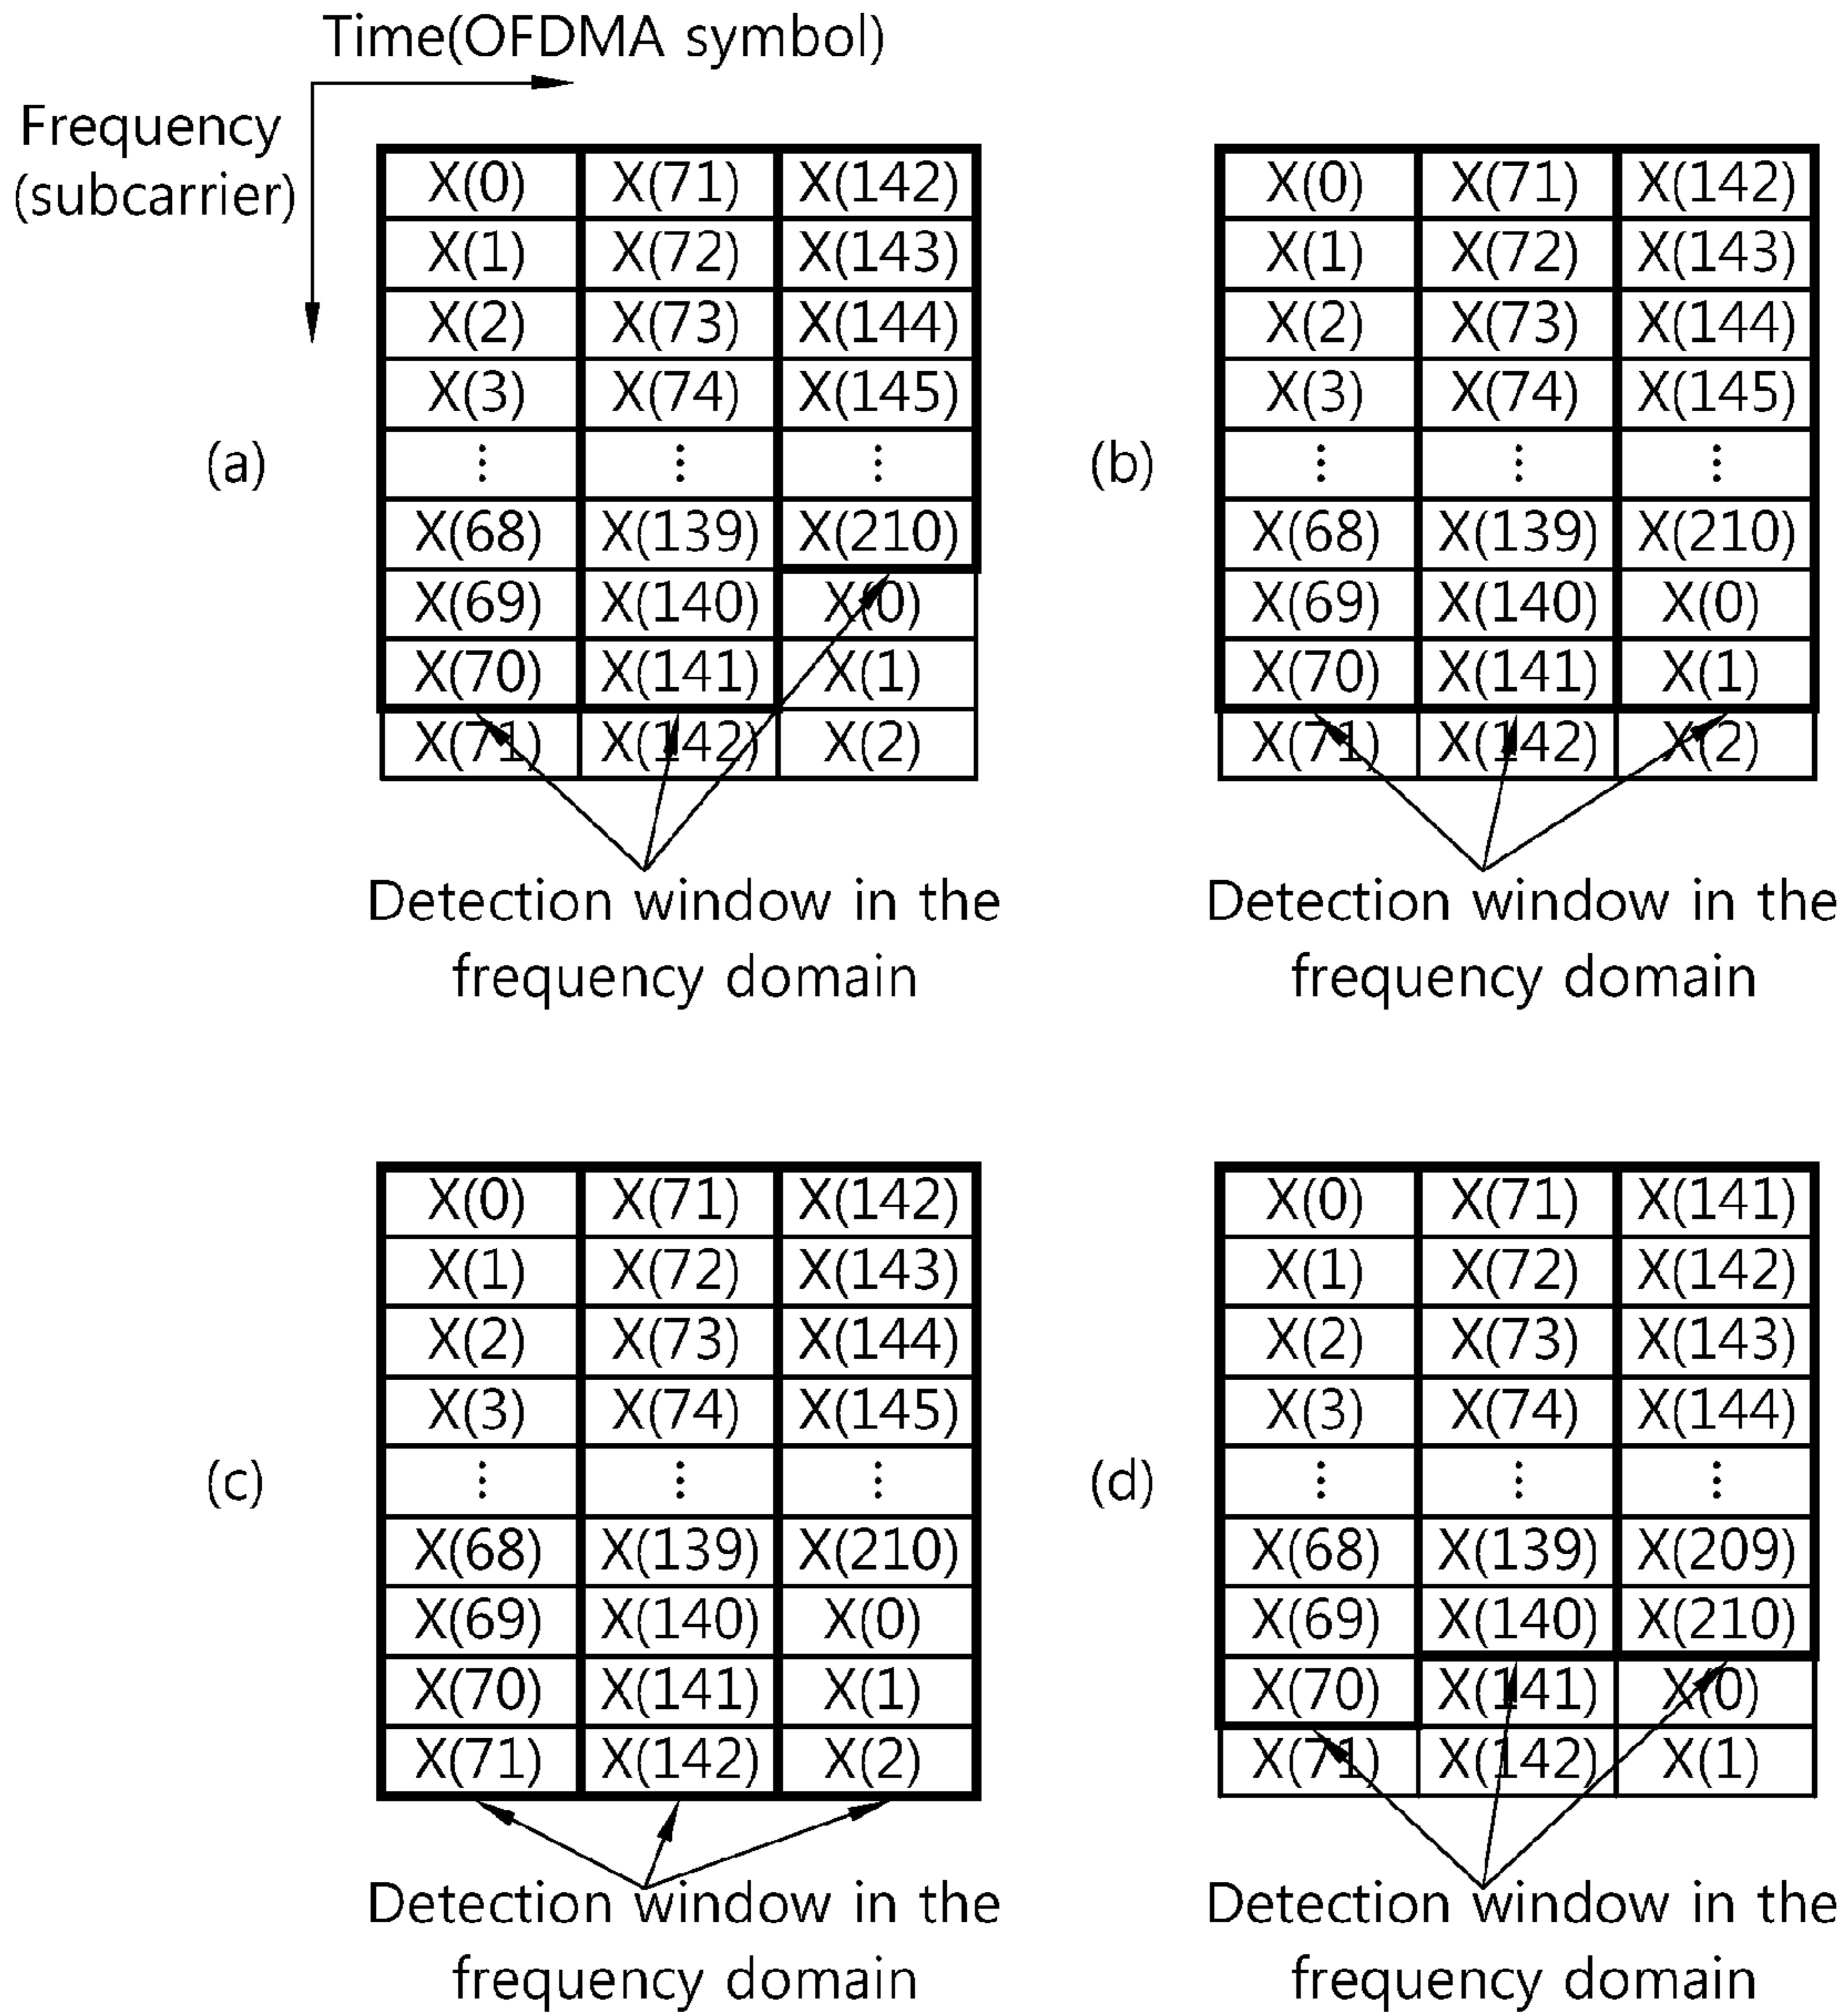 Time(OFDMA symbol)
Frequency
(subcarrier)
(a)
X(0) X(71) X(142)
X(1) X(72) X(143)
X(2) X(73) X(144)
X(3) X(74) X(145)
⋮ ⋮ ⋮
X(68) X(139) X(210)
X(69) X(140) X(0)
X(70) X(141) X(1)
X(71) X(142) X(2)
Detection window in the
frequency domain
(b)
X(0) X(71) X(142)
X(1) X(72) X(143)
X(2) X(73) X(144)
X(3) X(74) X(145)
⋮ ⋮ ⋮
X(68) X(139) X(210)
X(69) X(140) X(0)
X(70) X(141) X(1)
X(71) X(142) X(2)
Detection window in the
frequency domain
(c)
X(0) X(71) X(142)
X(1) X(72) X(143)
X(2) X(73) X(144)
X(3) X(74) X(145)
⋮ ⋮ ⋮
X(68) X(139) X(210)
X(69) X(140) X(0)
X(70) X(141) X(1)
X(71) X(142) X(2)
Detection window in the
frequency domain
(d)
X(0) X(71) X(141)
X(1) X(72) X(142)
X(2) X(73) X(143)
X(3) X(74) X(144)
⋮ ⋮ ⋮
X(68) X(139) X(209)
X(69) X(140) X(210)
X(70) X(141) X(0)
X(71) X(142) X(1)
Detection window in the
frequency domain